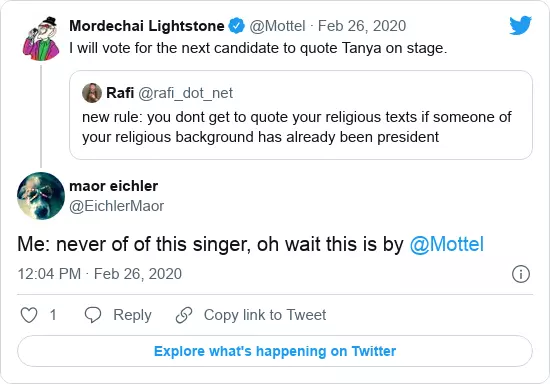 Mordechai Lightstone @Mottel · Feb 26, 2020
I will vote for the next candidate to quote Tanya on stage.
Rafi @rafi_dot_net
new rule: you dont get to quote your religious texts if someone of
your religious background has already been president
maor eichler
@EichlerMaor
Me: never of of this singer, oh wait this is by @Mottel
12:04 PM · Feb 26, 2020
1 Reply Copy link to Tweet
Explore what's happening on Twitter